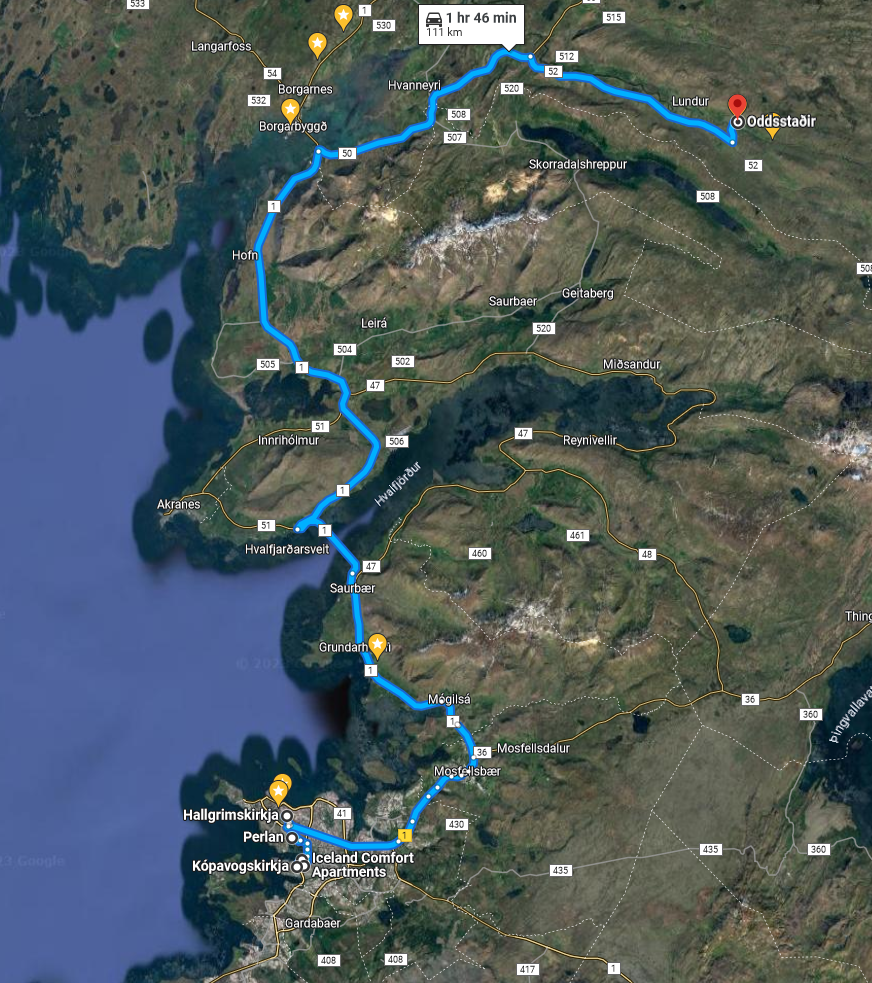 533
1
530
1 hr 46 min
111 km
515
Langarfoss
54
512
52
Borgarnes
532
Hvanneyri
520
Lundur
508
Borgarbyggð
Oddsstaðir
507
50
Skorradalshreppur
52
508
1
Hofn
508
Geitaberg
Saurbaer
Leirá
520
504
505
1
502
Miðsandur
47
51
47
Innrihólmur
506
Reynivellir
Hvalfjörður
1
Akranes
51
1
461
Hvalfjarðarsveit
460
48
47
Saurbær
Thing
Grundarh
1
Mógilsá
36
360
1
Þingvallava
36
Mosfellsdalur
Mosfellsbær
Hallgrimskirkja
41
430
Perlan
1
435
360
Iceland Comfort
Apartments
Kópavogskirkja
435
23 Google
Gardabaer
408
408
417
1